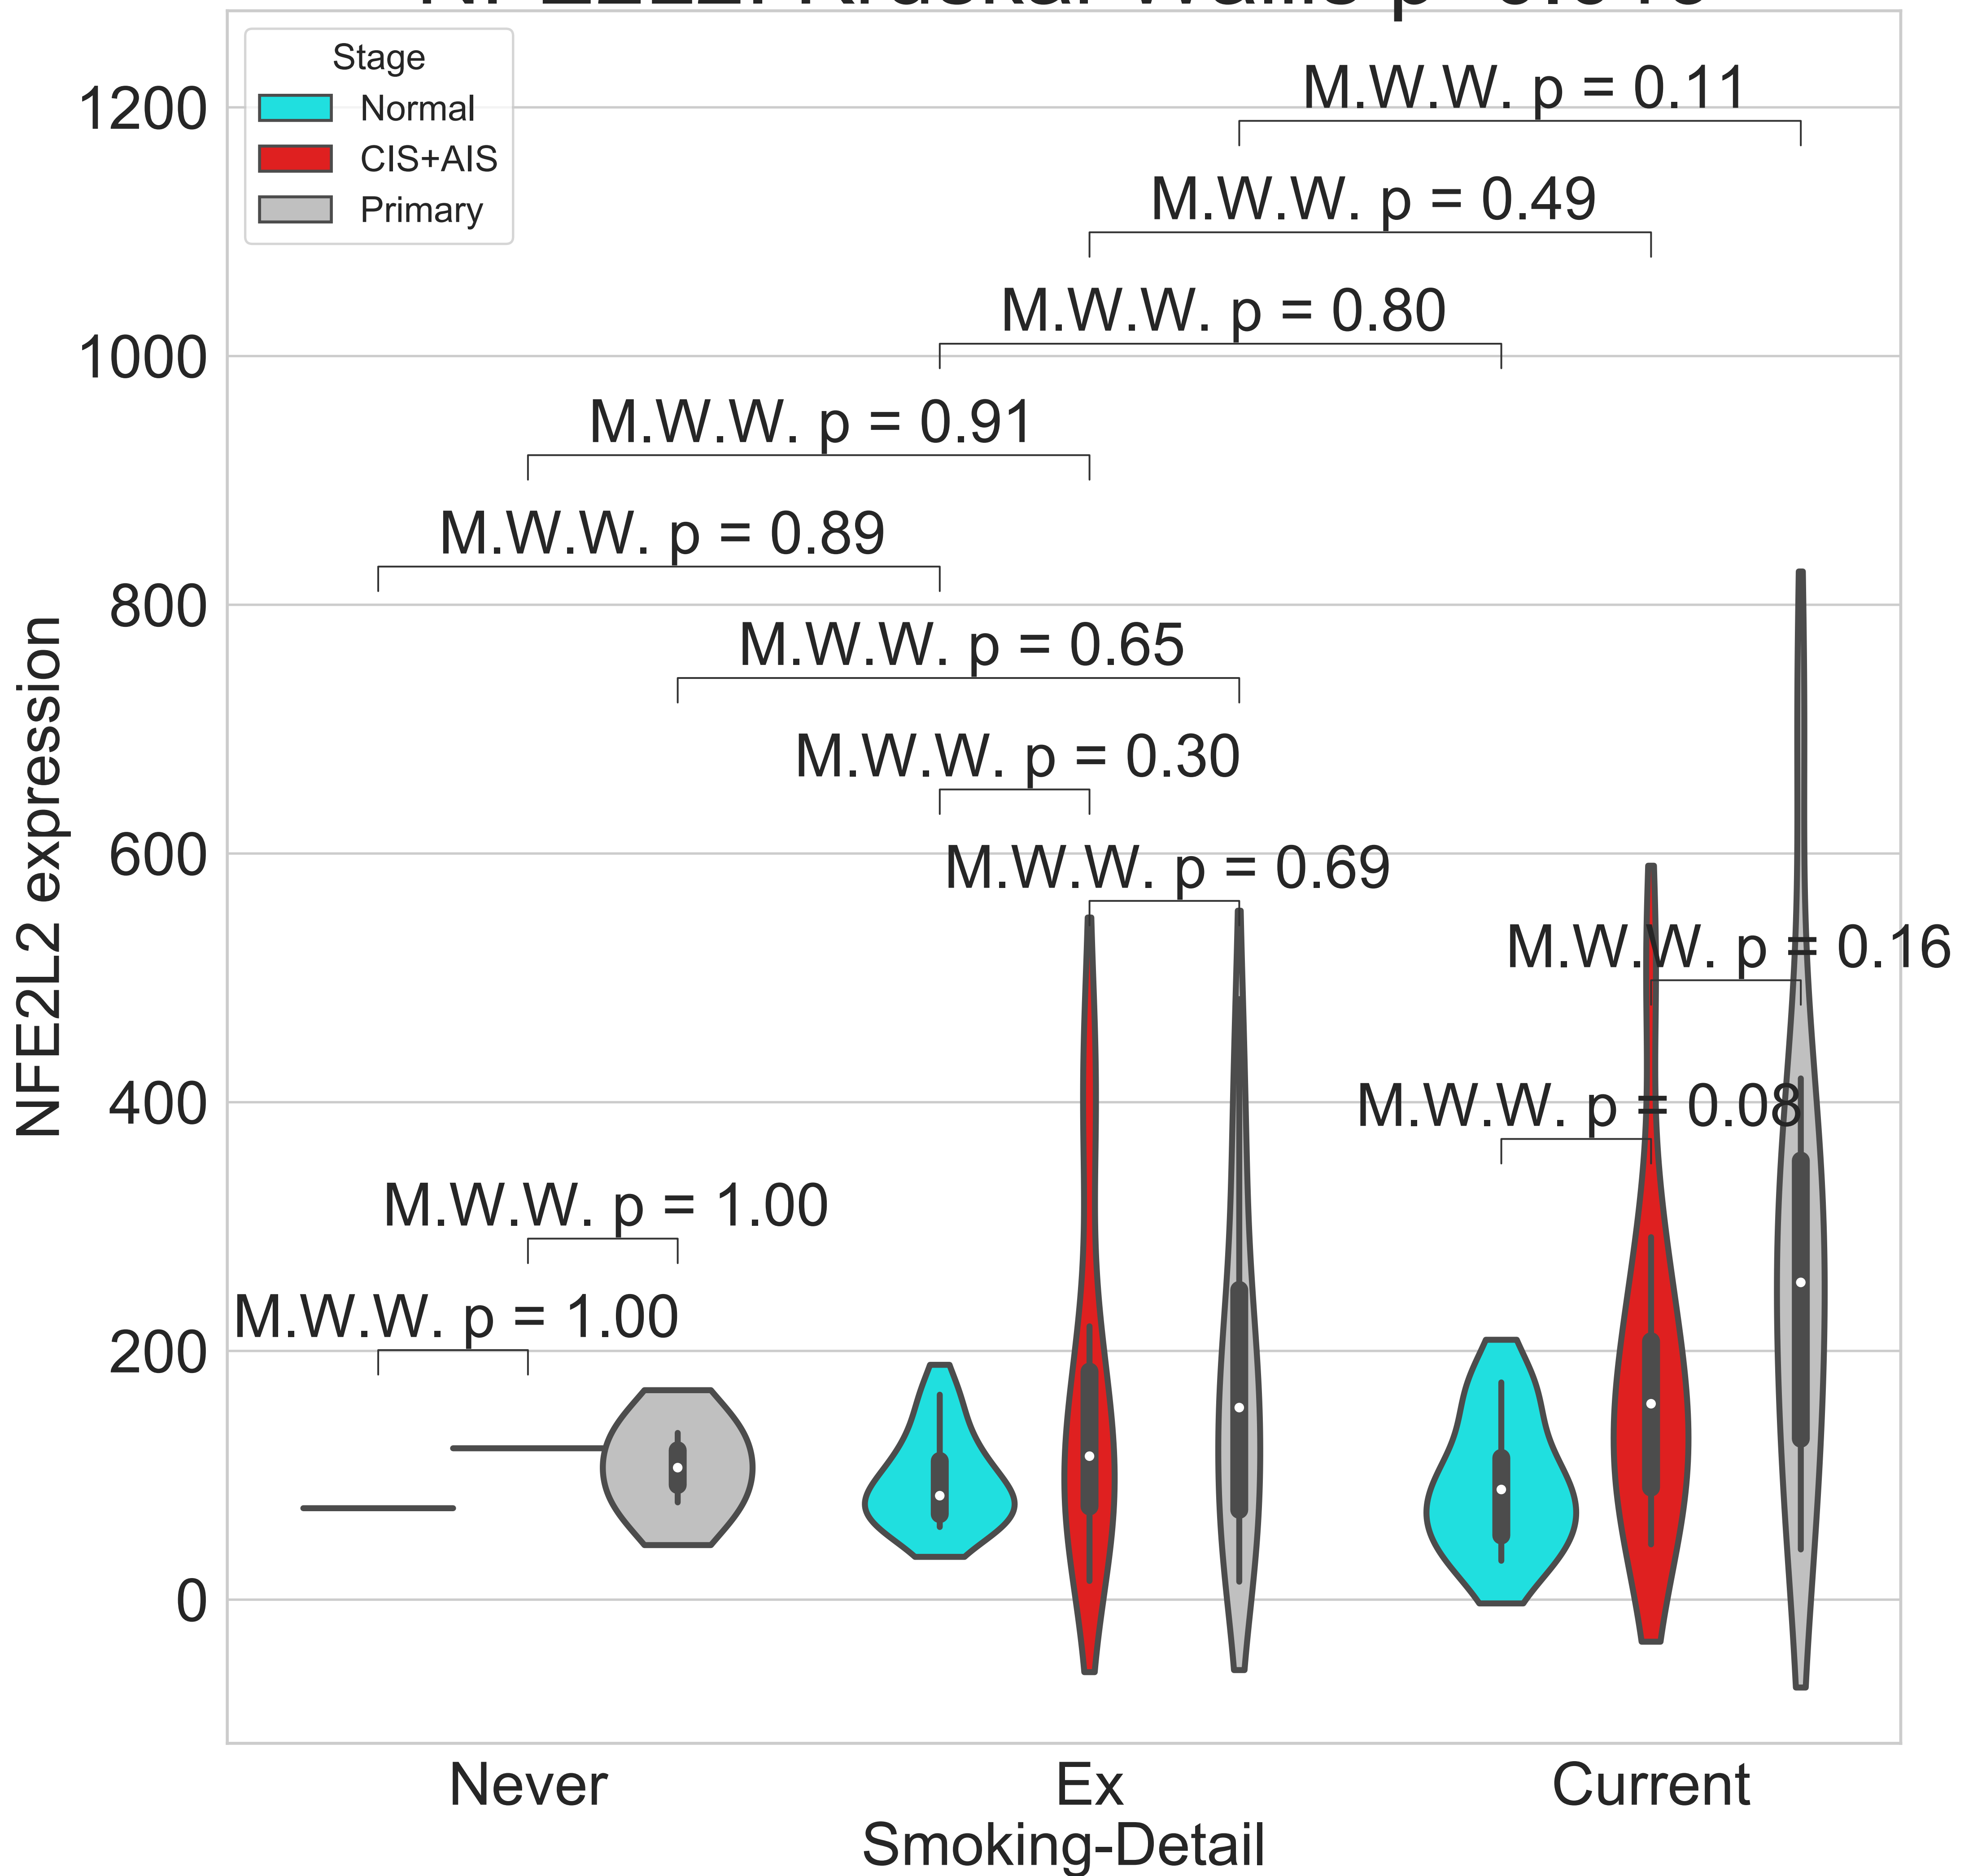 Stage
Normal
CIS+AIS
Primary
1200
1000
800
600
400
200
0
NFE2L2 expression
M.W.W. p = 0.11
M.W.W. p = 0.49
M.W.W. p = 0.80
M.W.W. p = 0.91
M.W.W. p = 0.89
M.W.W. p = 0.65
M.W.W. p = 0.30
M.W.W. p = 0.69
M.W.W. p = 0.16
M.W.W. p = 0.08
M.W.W. p = 1.00
M.W.W. p = 1.00
Never
Ex
Current
Smoking-Detail